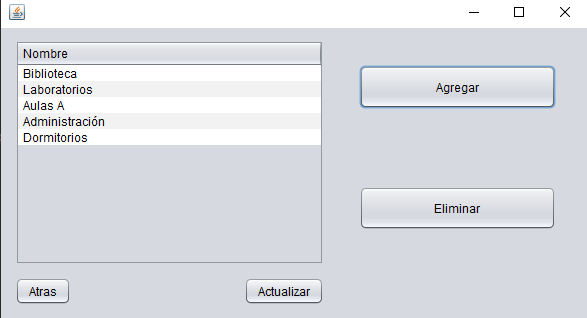 Nombre
Biblioteca
Laboratorios
Aulas A
Administración
Dormitorios
Agregar
Eliminar
Atras
Actualizar